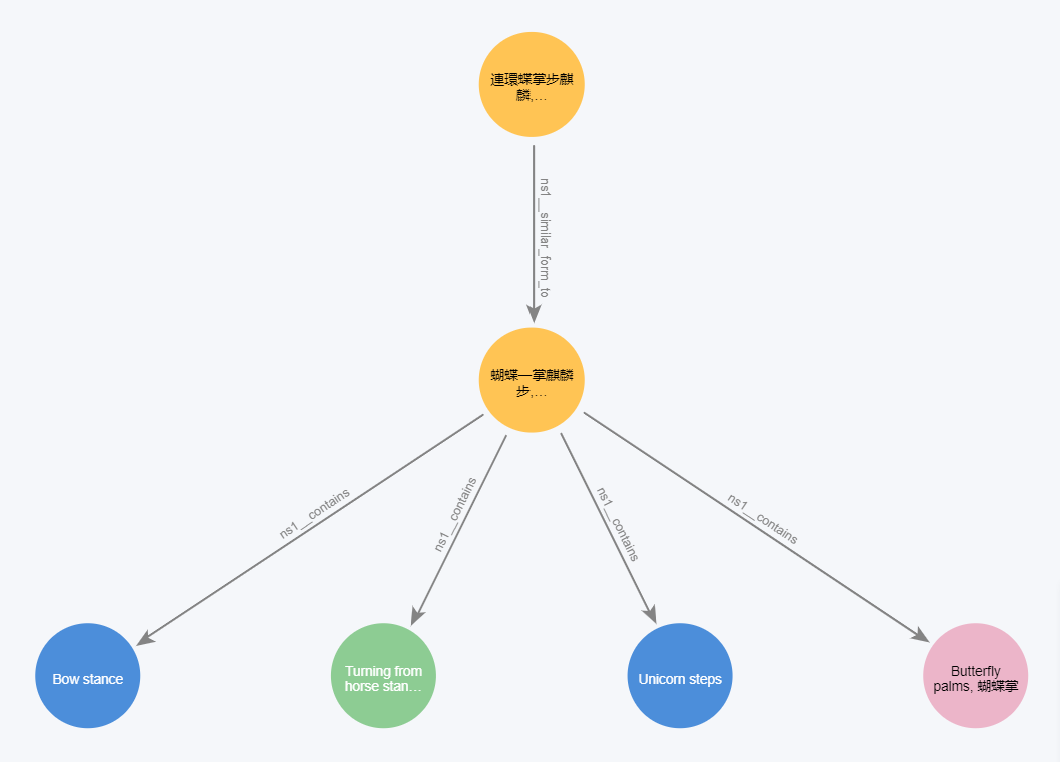 連環蝶掌步麒
麟,...
ns1__similar_form_to
蝴蝶一掌麒麟
步,...
ns1__contains
ns1__contains
ns1__contains
ns1__contains
Bow stance
Turning from
horse stan...
Unicorn steps
Butterfly
palms, 蝴蝶掌